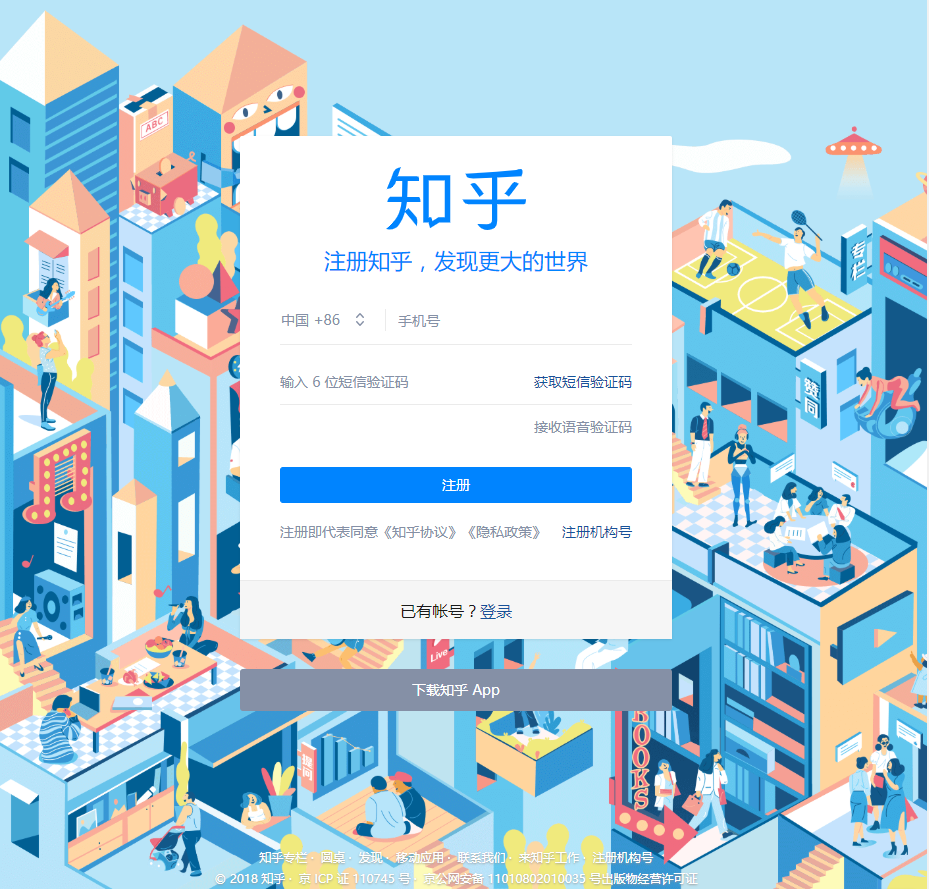 ABC
知乎
注册知乎，发现更大的世界
专栏
中国 +86 手机号
输入 6 位短信验证码 获取短信验证码
赞同
接收语音验证码
注册
注册即代表同意《知乎协议》《隐私政策》 注册机构号
已有帐号？登录
Live
下载知乎 App
BOOKS
提问
知乎专栏 · 圆桌 · 发现 · 移动应用 · 联系我们 · 来知乎工作 · 注册机构号
© 2018 知乎 · 京 ICP 证 110745 号 · 京公网安备 11010802010035 号出版物经营许可证